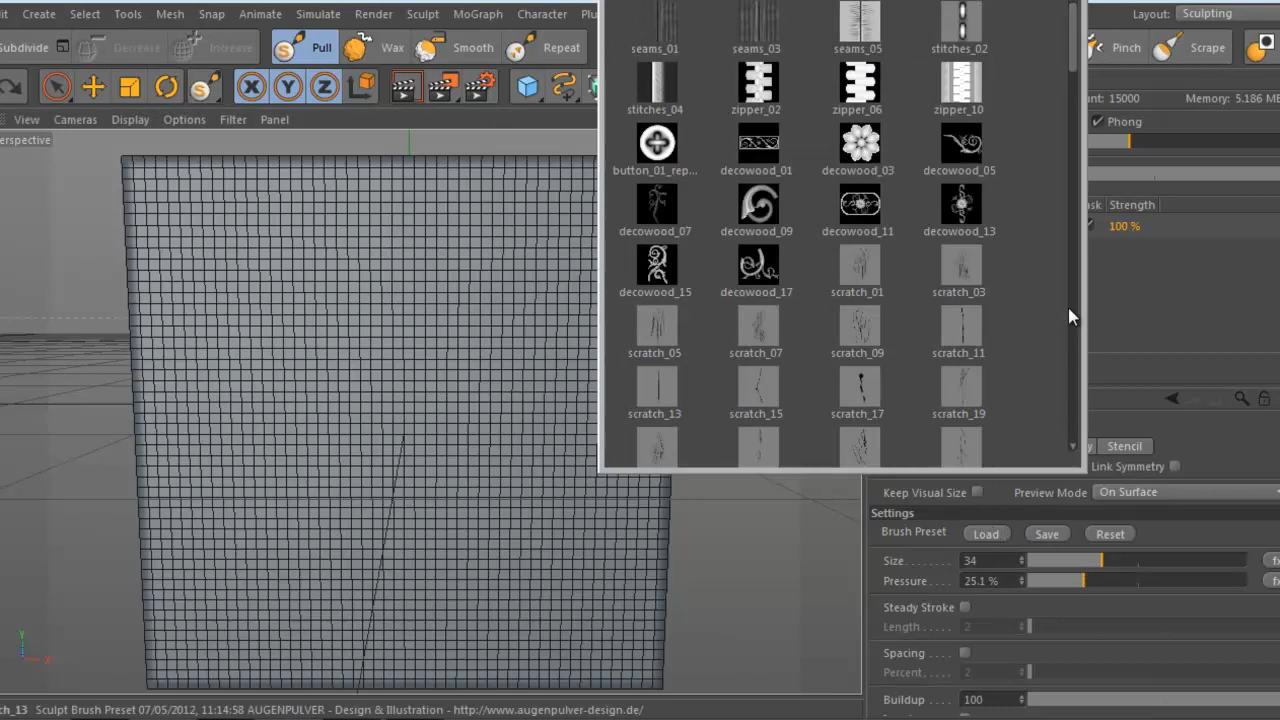 Create Select Tools Mesh Snap Animate Simulate Render Sculpt MoGraph Character
Layout: Sculpting
Subdivide Decrease Increase Pull Wax Smooth Repeat Pinch Scrape
X Y Z
View Cameras Display Options Filter Panel
15000 Memory: 5.186
Phong
Strength
100 %
seams_01 seams_03 seams_05 stitches_02
stitches_04 zipper_02 zipper_06 zipper_10
button_01_rep... decowood_01 decowood_03 decowood_05
decowood_07 decowood_09 decowood_11 decowood_13
decowood_15 decowood_17 scratch_01 scratch_03
scratch_05 scratch_07 scratch_09 scratch_11
scratch_13 scratch_15 scratch_17 scratch_19
Stencil
Link Symmetry
Keep Visual Size Preview Mode On Surface
Settings
Brush Preset Load Save Reset
Size 34
Pressure 25.1 %
Steady Stroke
Length 2
Spacing
Percent 2
Buildup 100
Y
X
ch_13 Sculpt Brush Preset 07/05/2012, 11:14:58 AUGENPULVER - Design & Illustration - http://www.augenpulver-design.de/